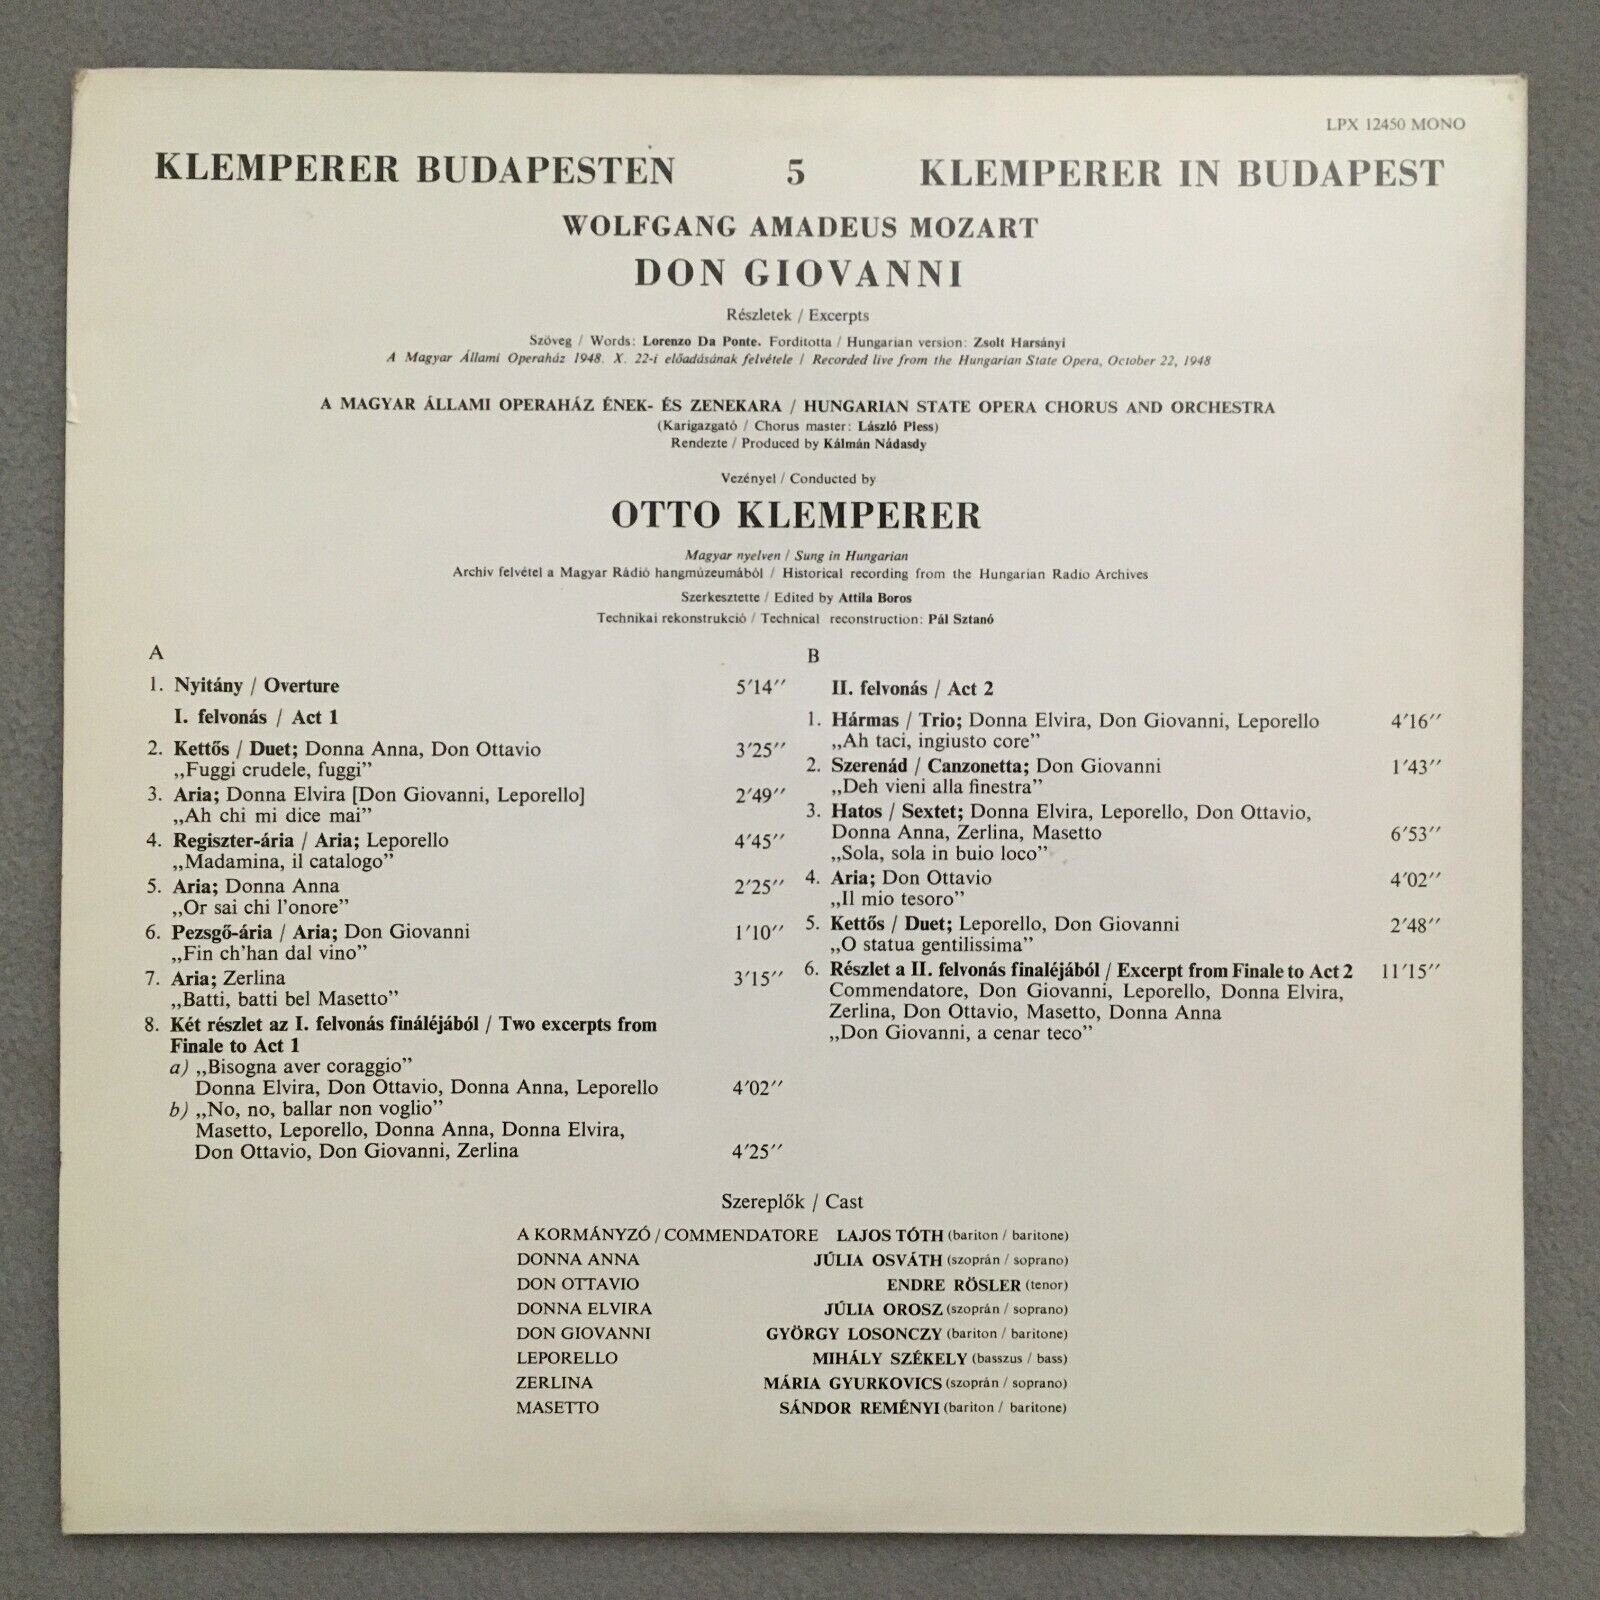 LPX 12450 MONO
KLEMPERER BUDAPESTEN 5 KLEMPERER IN BUDAPEST
WOLFGANG AMADEUS MOZART
DON GIOVANNI
Részletek / Excerpts
Szöveg / Words: Lorenzo Da Ponte. Fordította / Hungarian version: Zsolt Harsányi
A Magyar Állami Operaház 1948. X. 22-i előadásának felvétele / Recorded live from the Hungarian State Opera, October 22, 1948
A MAGYAR ÁLLAMI OPERAHÁZ ÉNEK- ÉS ZENEKARA / HUNGARIAN STATE OPERA CHORUS AND ORCHESTRA
(Karigazgató / Chorus master: László Pless)
Rendezte / Produced by Kálmán Nádasdy
Vezényel / Conducted by
OTTO KLEMPERER
Magyar nyelven / Sung in Hungarian
Archív felvétel a Magyar Rádió hangmúzeumából / Historical recording from the Hungarian Radio Archives
Szerkesztette / Edited by Attila Boros
Technikai rekonstrukció / Technical reconstruction: Pál Sztanó
A
1. Nyitány / Overture 5′14′′
I. felvonás / Act 1
2. Kettős / Duet; Donna Anna, Don Ottavio 3′25′′
„Fuggi crudele, fuggi”
3. Aria; Donna Elvira [Don Giovanni, Leporello] 2′49′′
„Ah chi mi dice mai”
4. Regiszter-ária / Aria; Leporello 4′45′′
„Madamina, il catalogo”
5. Aria; Donna Anna 2′25′′
„Or sai chi l'onore”
6. Pezsgő-ária / Aria; Don Giovanni 1′10′′
„Fin ch'han dal vino”
7. Aria; Zerlina 3′15′′
„Batti, batti bel Masetto”
8. Két részlet az I. felvonás fináléjából / Two excerpts from
Finale to Act 1
a) „Bisogna aver coraggio”
Donna Elvira, Don Ottavio, Donna Anna, Leporello 4′02′′
b) „No, no, ballar non voglio”
Masetto, Leporello, Donna Anna, Donna Elvira,
Don Ottavio, Don Giovanni, Zerlina 4′25′′
B
II. felvonás / Act 2
1. Hármas / Trio; Donna Elvira, Don Giovanni, Leporello 4′16′′
„Ah taci, ingiusto core”
2. Szerenád / Canzonetta; Don Giovanni 1′43′′
„Deh vieni alla finestra”
3. Hatos / Sextet; Donna Elvira, Leporello, Don Ottavio,
Donna Anna, Zerlina, Masetto 6′53′′
„Sola, sola in buio loco”
4. Aria; Don Ottavio 4′02′′
„Il mio tesoro”
5. Kettős / Duet; Leporello, Don Giovanni 2′48′′
„O statua gentilissima”
6. Részlet a II. felvonás finaléjából / Excerpt from Finale to Act 2 11′15′′
Commendatore, Don Giovanni, Leporello, Donna Elvira,
Zerlina, Don Ottavio, Masetto, Donna Anna
„Don Giovanni, a cenar teco”
Szereplők / Cast
A KORMÁNYZÓ / COMMENDATORE LAJOS TÓTH (bariton / baritone)
DONNA ANNA JÚLIA OSVÁTH (szoprán / soprano)
DON OTTAVIO ENDRE RÖSLER (tenor)
DONNA ELVIRA JÚLIA OROSZ (szoprán / soprano)
DON GIOVANNI GYÖRGY LOSONCZY (bariton / baritone)
LEPORELLO MIHÁLY SZÉKELY (basszus / bass)
ZERLINA MÁRIA GYURKOVICS (szoprán / soprano)
MASETTO SÁNDOR REMÉNYI (bariton / baritone)